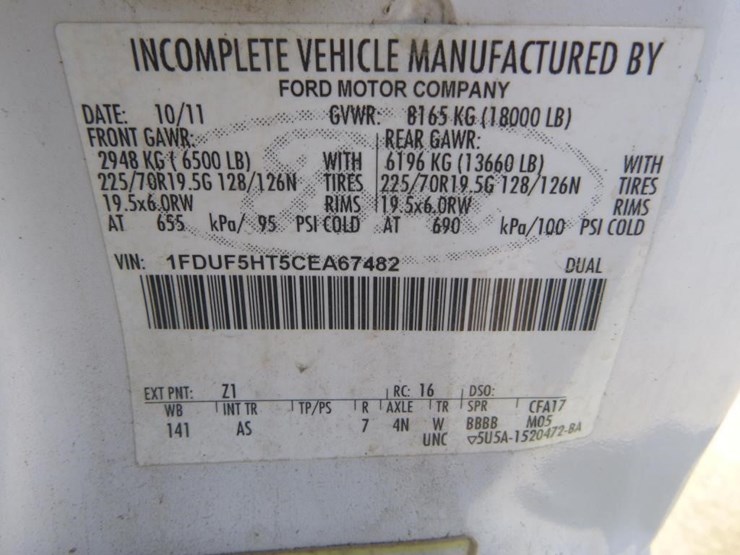 INCOMPLETE VEHICLE MANUFACTURED BY
FORD MOTOR COMPANY
DATE: 10/11 GVWR: 8165 KG (18000 LB)
FRONT GAWR: REAR GAWR:
2948 KG ( 6500 LB) WITH 6196 KG (13660 LB) WITH
225/70R19.5G 128/126N TIRES 225/70R19.5G 128/126N TIRES
19.5x6.0RW RIMS 19.5x6.0RW RIMS
AT 655 kPa/ 95 PSI COLD AT 690 kPa/100 PSI COLD
VIN: 1FDUF5HT5CEA67482 DUAL
EXT PNT: Z1 RC: 16 DSO:
WB INT TR TP/PS R AXLE TR SPR CFA17
141 AS 7 4N W BBBB M05
UNC ▽5U5A-1520472-BA